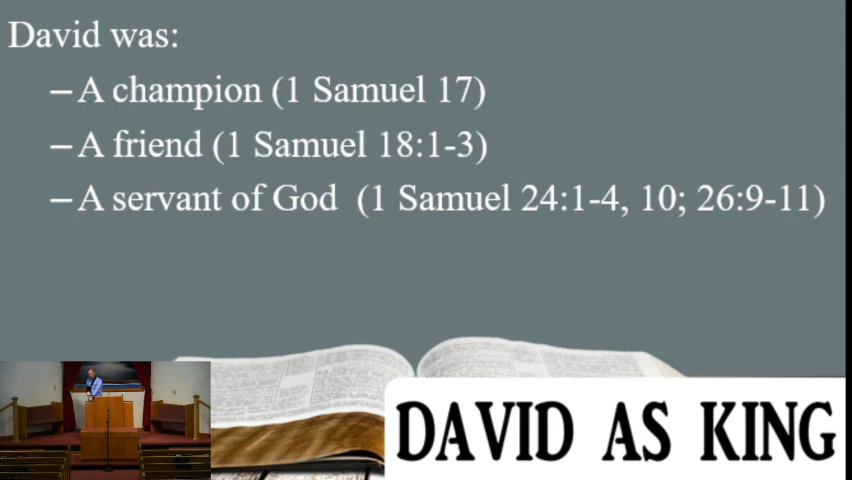 David was:
– A champion (1 Samuel 17)
– A friend (1 Samuel 18:1-3)
– A servant of God (1 Samuel 24:1-4, 10; 26:9-11)
DAVID AS KING